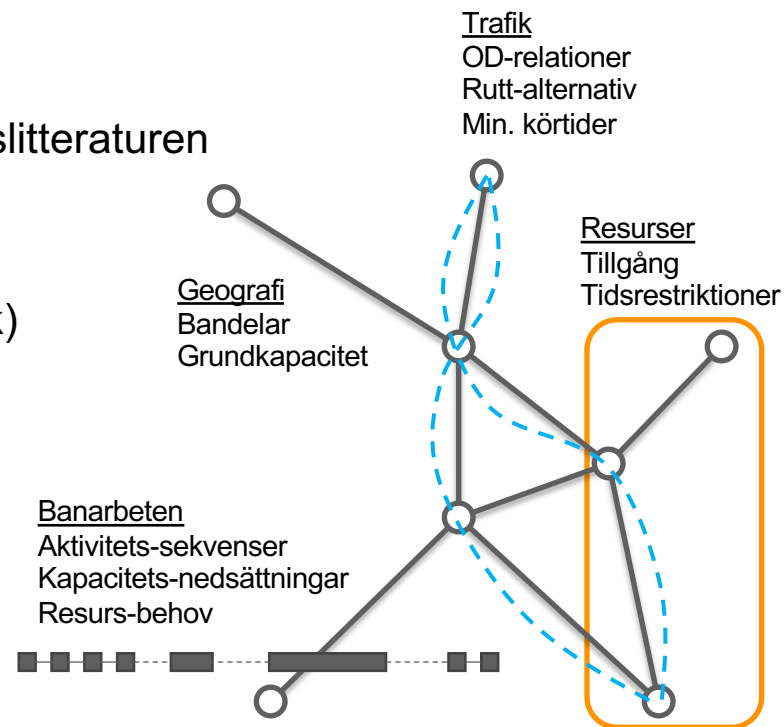 Trafik
OD-relationer
Rutt-alternativ
Min. körtider
slitteraturen
Resurser
Tillgång
Tidsrestriktioner
Geografi
Bandelar
Grundkapacitet
k)
Banarbeten
Aktivitets-sekvenser
Kapacitets-nedsättningar
Resurs-behov